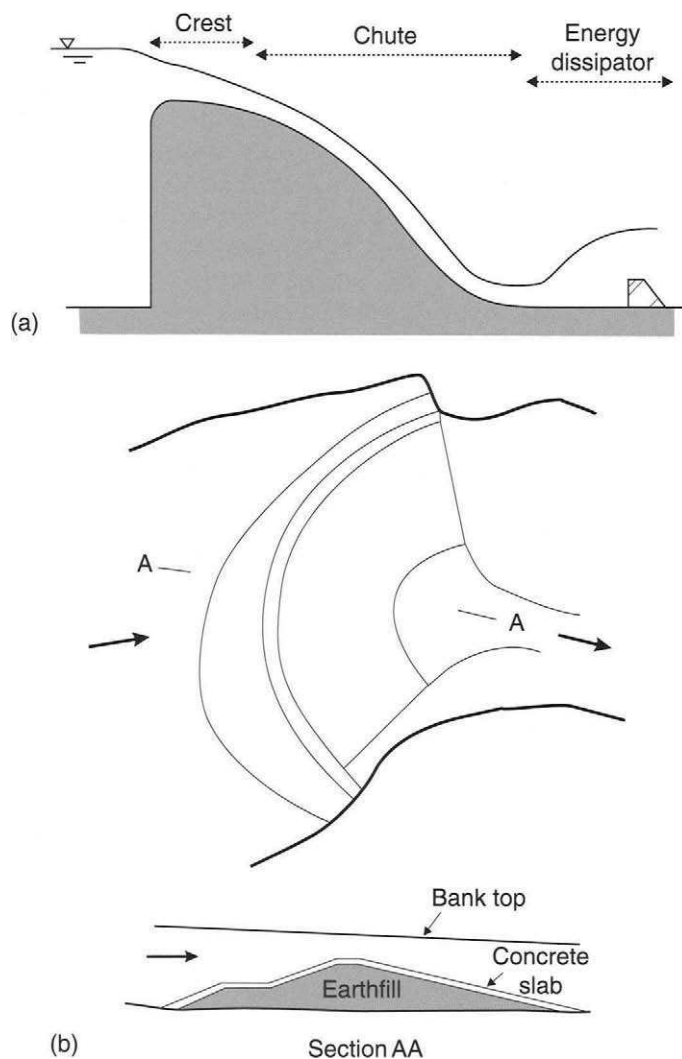 Crest
Chute
Energy
dissipator
(a)
A
A
Bank top
Concrete
slab
Earthfill
(b)
Section AA